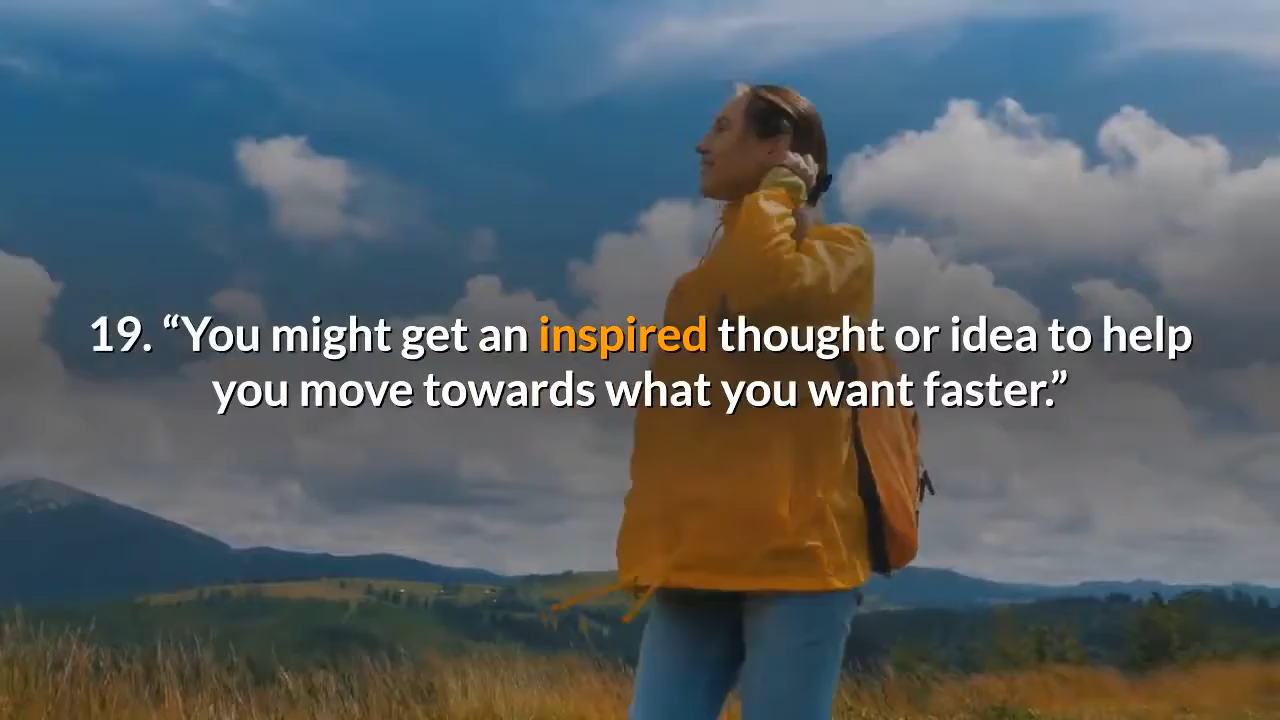 19. “You might get an inspired thought or idea to help
you move towards what you want faster.”